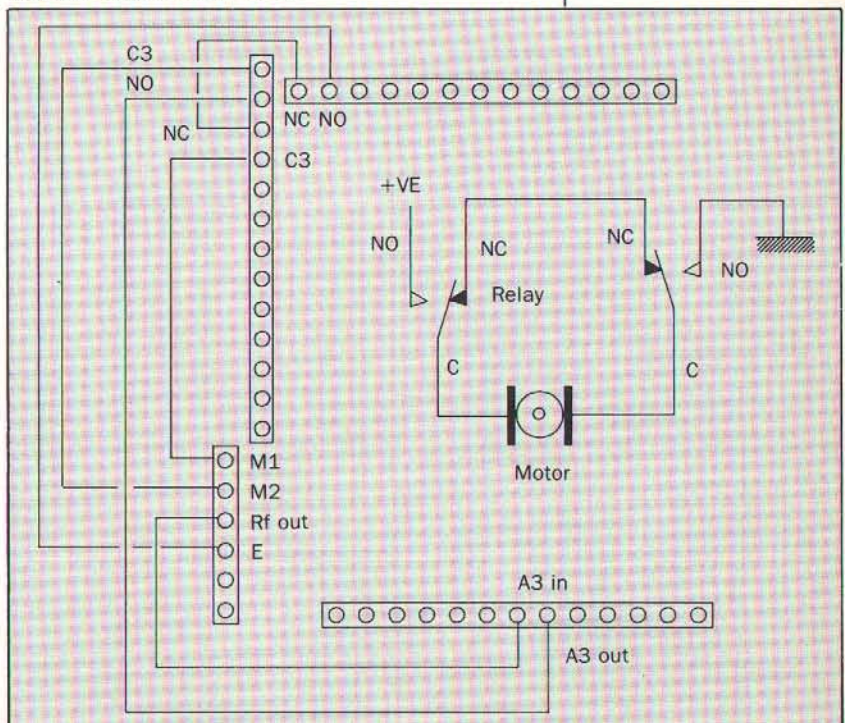 C3
NO
NC NO
NC
C3
+VE
NO
NC
NC
NO
Relay
C
C
M1
Motor
M2
Rf out
E
A3 in
A3 out